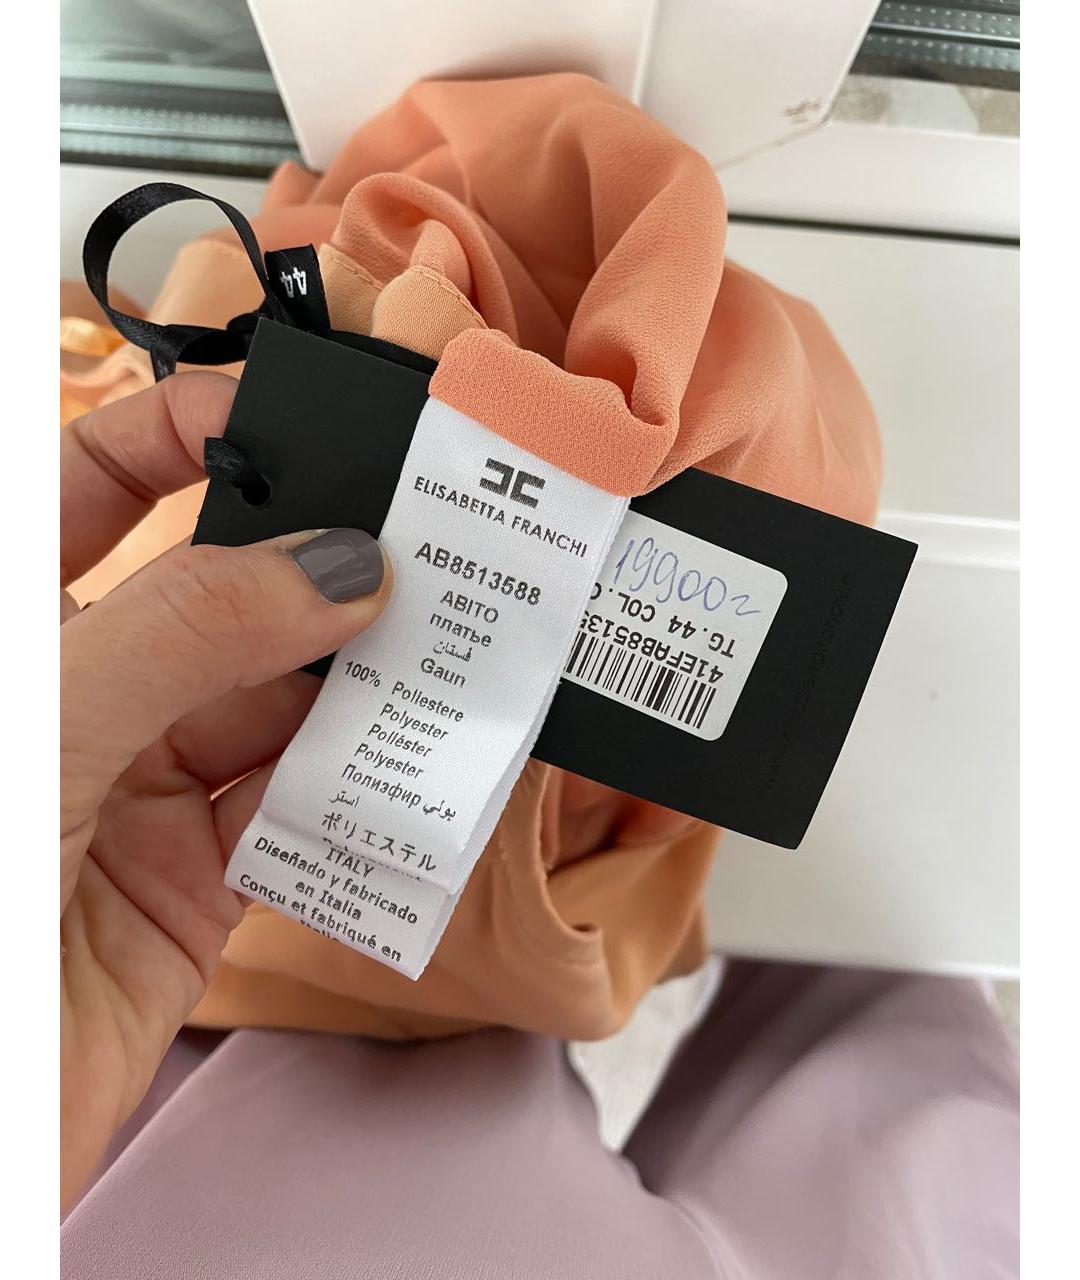 44
ELISABETTA FRANCHI
AB8513588
ABITO
платье
فستان
Gaun
100% Poliestere
Polyester
Poliéster
Polyester
Полиэфир بولي
استر
ポリエステル
ITALY
Diseñado y fabricado
en Italia
Conçu et fabriqué en
19900
TG.44 COL.
41EFAB8513